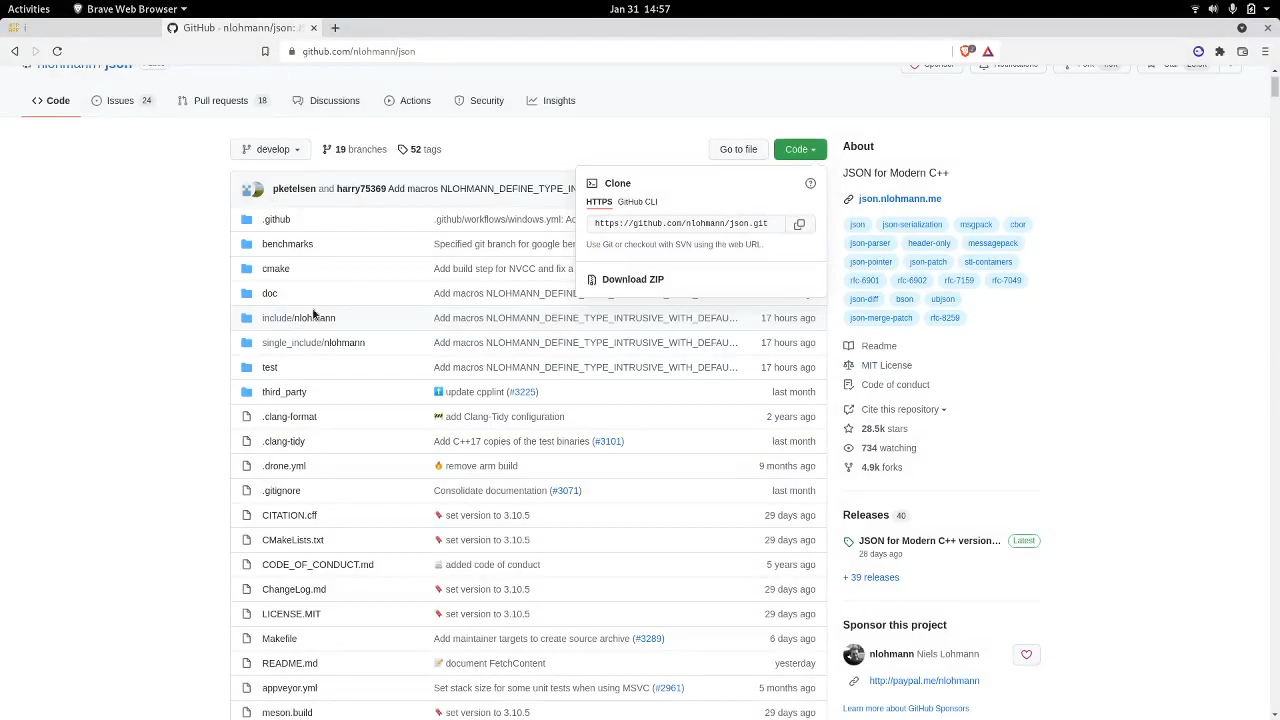 Activities
Brave Web Browser
Jan 31 14:57
i
GitHub - nlohmann/json: J
github.com/nlohmann/json
nlohmann / json
Code
Issues 24
Pull requests 18
Discussions
Actions
Security
Insights
develop
19 branches
52 tags
Go to file
Code
pketelsen and harry75369 Add macros NLOHMANN_DEFINE_TYPE_IN
Clone
HTTPS GitHub CLI
https://github.com/nlohmann/json.git
Use Git or checkout with SVN using the web URL.
Download ZIP
.github .github/workflows/windows.yml: Ac
benchmarks Specified git branch for google ber
cmake Add build step for NVCC and fix a
doc Add macros NLOHMANN_DEFINE_TYPE_INTRUSIVE_WITH_DEFAU... 17 hours ago
include/nlohmann Add macros NLOHMANN_DEFINE_TYPE_INTRUSIVE_WITH_DEFAU... 17 hours ago
single_include/nlohmann Add macros NLOHMANN_DEFINE_TYPE_INTRUSIVE_WITH_DEFAU... 17 hours ago
test Add macros NLOHMANN_DEFINE_TYPE_INTRUSIVE_WITH_DEFAU... 17 hours ago
third_party update cpplint (#3225) last month
.clang-format add Clang-Tidy configuration 2 years ago
.clang-tidy Add C++17 copies of the test binaries (#3101) last month
.drone.yml remove arm build 9 months ago
.gitignore Consolidate documentation (#3071) last month
CITATION.cff set version to 3.10.5 29 days ago
CMakeLists.txt set version to 3.10.5 29 days ago
CODE_OF_CONDUCT.md added code of conduct 5 years ago
ChangeLog.md set version to 3.10.5 29 days ago
LICENSE.MIT set version to 3.10.5 29 days ago
Makefile Add maintainer targets to create source archive (#3289) 6 days ago
README.md document FetchContent yesterday
appveyor.yml Set stack size for some unit tests when using MSVC (#2961) 5 months ago
meson.build set version to 3.10.5 29 days ago
About
JSON for Modern C++
json.nlohmann.me
json json-serialization msgpack cbor
json-parser header-only messagepack
json-pointer json-patch stl-containers
rfc-6901 rfc-6902 rfc-7159 rfc-7049
json-diff bson ubjson
json-merge-patch rfc-8259
Readme
MIT License
Code of conduct
Cite this repository
28.5k stars
734 watching
4.9k forks
Releases 40
JSON for Modern C++ version... Latest
28 days ago
+ 39 releases
Sponsor this project
nlohmann Niels Lohmann
http://paypal.me/nlohmann
Learn more about GitHub Sponsors